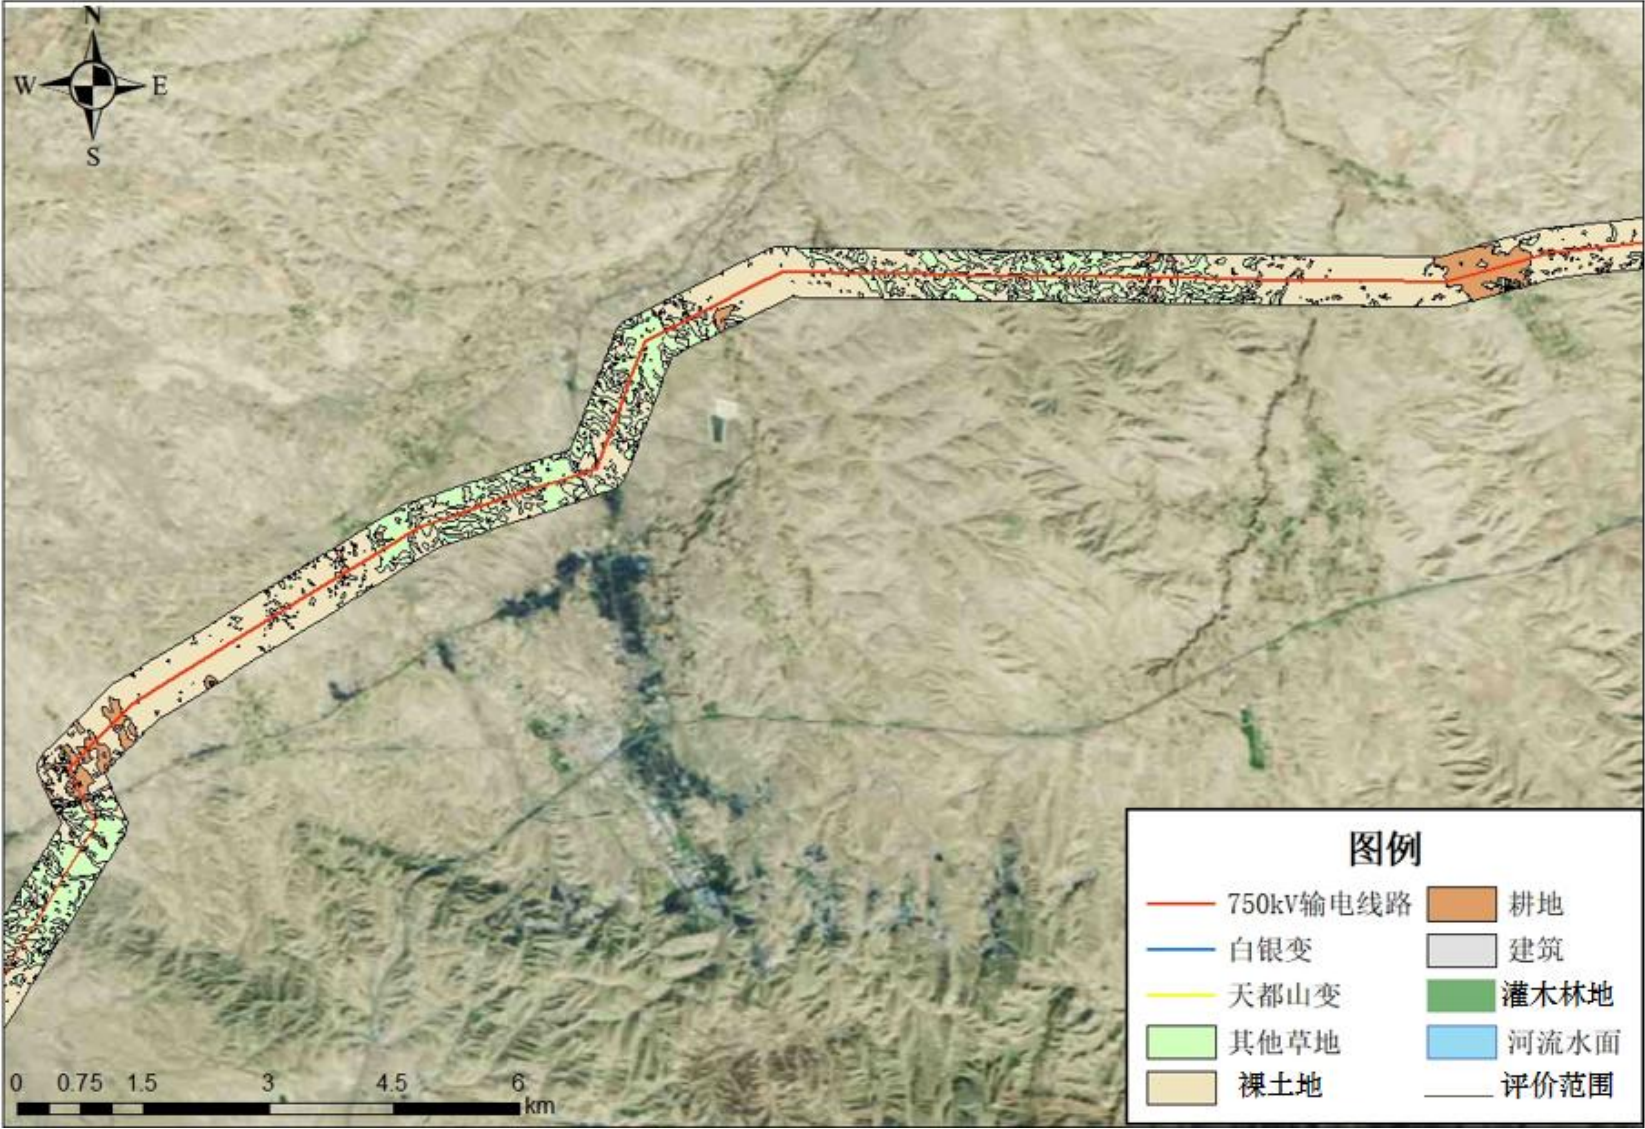 N
W E
S
图例
750kV输电线路 耕地
白银变 建筑
天都山变 灌木林地
其他草地 河流水面
裸土地 评价范围
0 0.75 1.5 3 4.5 6
km